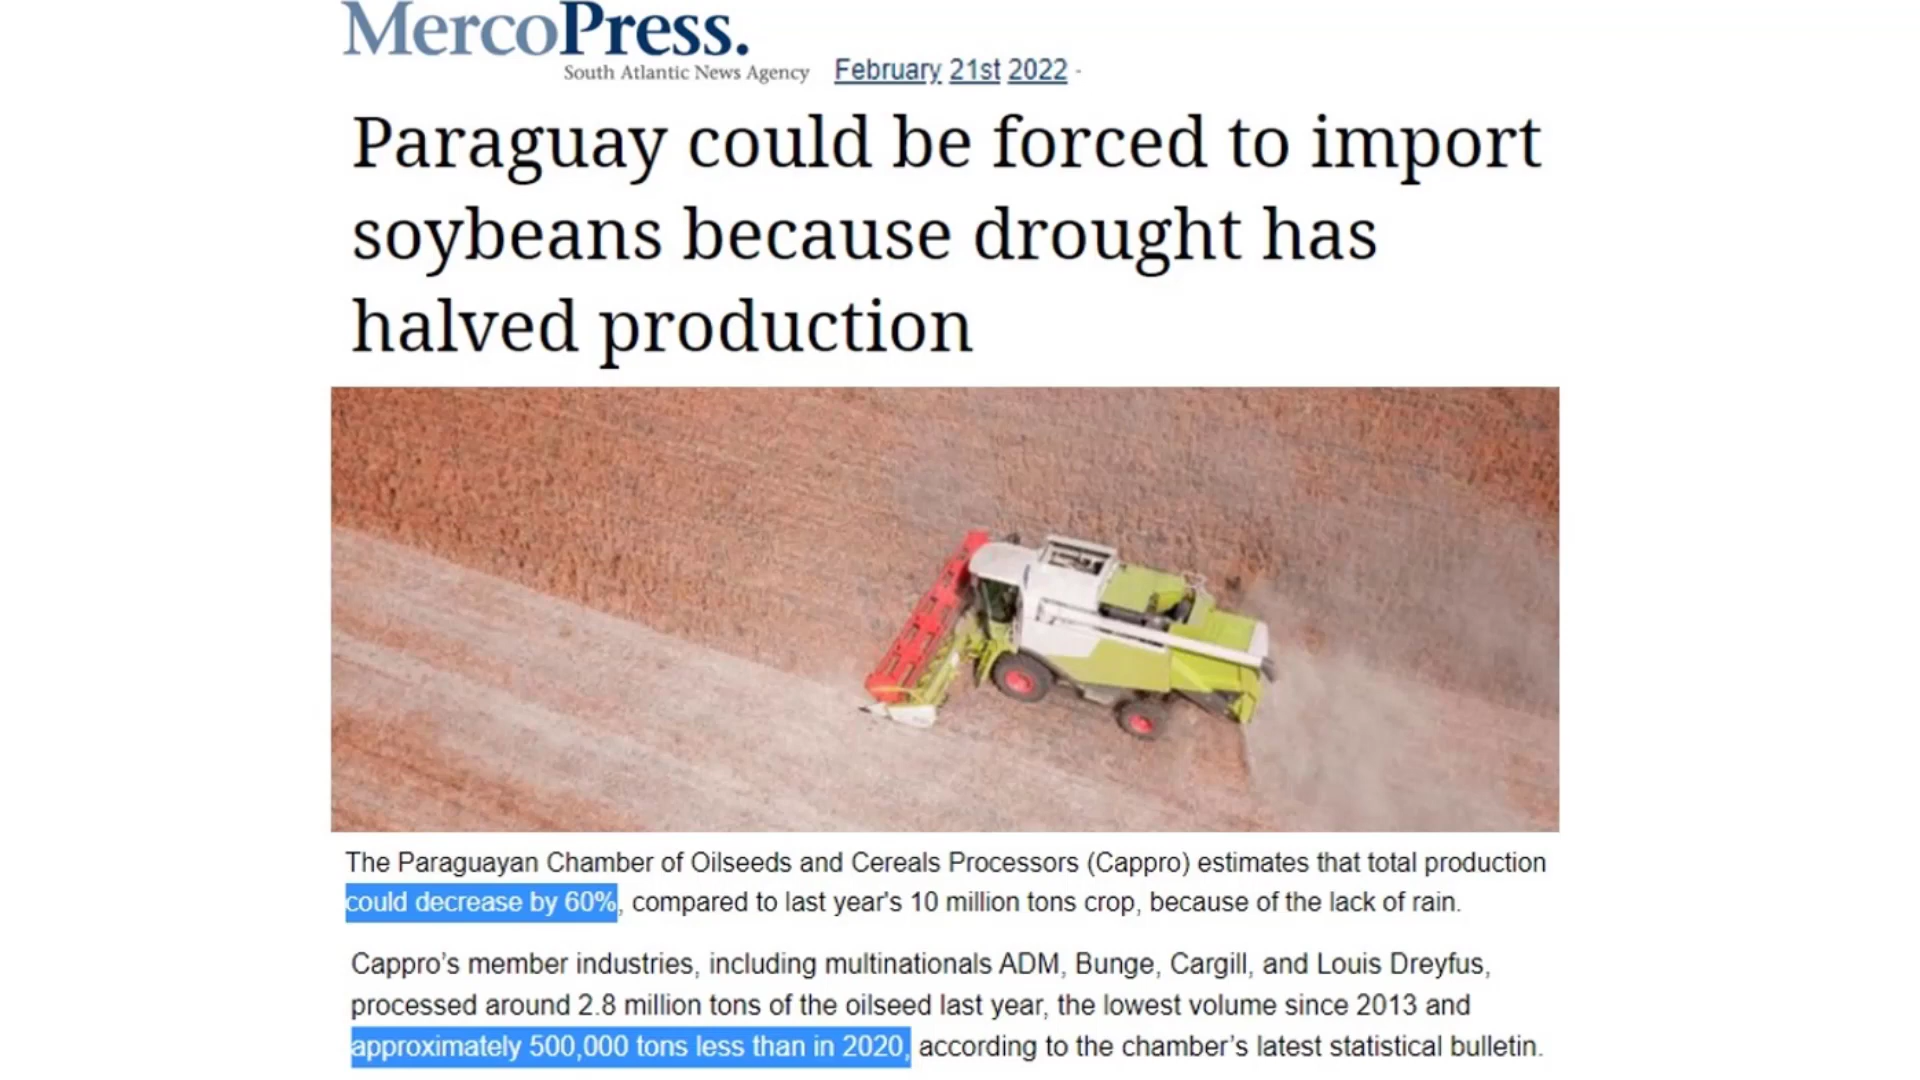 MercoPress.
South Atlantic News Agency
February 21st 2022 -
Paraguay could be forced to import
soybeans because drought has
halved production
The Paraguayan Chamber of Oilseeds and Cereals Processors (Cappro) estimates that total production
could decrease by 60%, compared to last year's 10 million tons crop, because of the lack of rain.
Cappro’s member industries, including multinationals ADM, Bunge, Cargill, and Louis Dreyfus,
processed around 2.8 million tons of the oilseed last year, the lowest volume since 2013 and
approximately 500,000 tons less than in 2020, according to the chamber’s latest statistical bulletin.